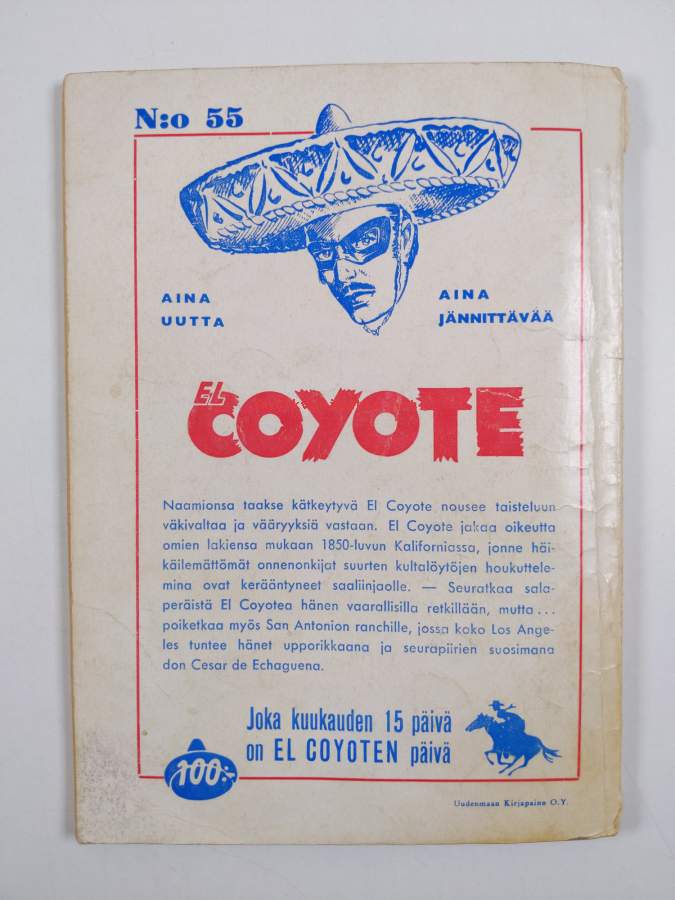 N:o 55
AINA
UUTTA
AINA
JÄNNITTÄVÄÄ
EL
COYOTE
Naamionsa taakse kätkeytyvä El Coyote nousee taisteluun
väkivaltaa ja vääryyksiä vastaan. El Coyote jakaa oikeutta
omien lakiensa mukaan 1850-luvun Kaliforniassa, jonne häi-
käilemättömät onnenonkijat suurten kultalöytöjen houkuttele-
mina ovat kerääntyneet saaliinjaolle. — Seuratkaa sala-
peräistä El Coyotea hänen vaarallisilla retkillään, mutta...
poiketkaa myös San Antonion ranchille, jossa koko Los Ange-
les tuntee hänet upporikkaana ja seurapiirien suosimana
don Cesar de Echaguena.
Joka kuukauden 15 päivä
on EL COYOTEN päivä
100:-
Uudenmaan Kirjapaino O.Y.